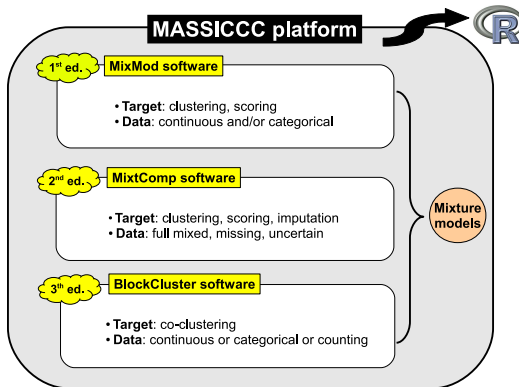 MASSICCC platform
R
1st ed.
MixMod software
• Target: clustering, scoring
• Data: continuous and/or categorical
2nd ed.
MixtComp software
• Target: clustering, scoring, imputation
• Data: full mixed, missing, uncertain
Mixture
models
3th ed.
BlockCluster software
• Target: co-clustering
• Data: continuous or categorical or counting